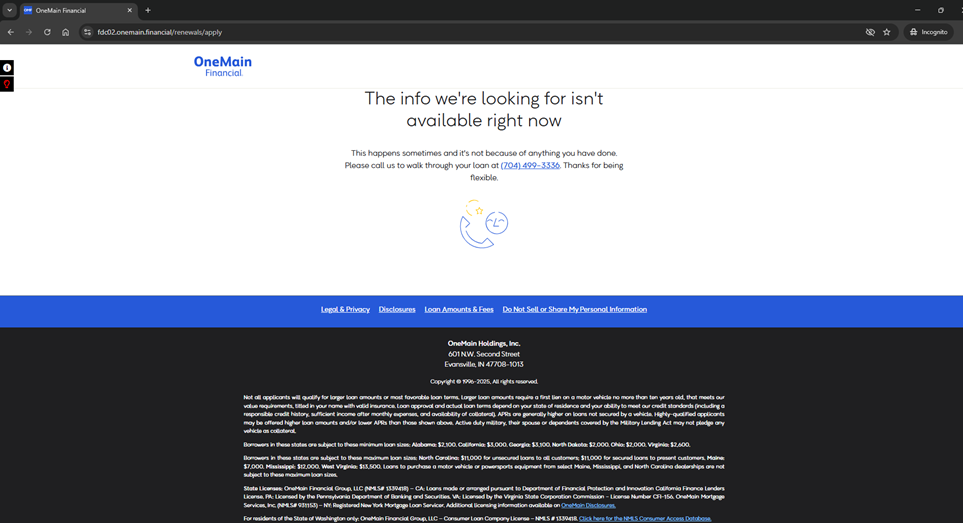 OneMain Financial
fdc02.onemain.financial/renewals/apply
Incognito
OneMain
Financial.
The info we're looking for isn't
available right now
This happens sometimes and it's not because of anything you have done.
Please call us to walk through your loan at (704) 499-3336. Thanks for being
flexible.
Legal & Privacy Disclosures Loan Amounts & Fees Do Not Sell or Share My Personal Information
OneMain Holdings, Inc.
601 N.W. Second Street
Evansville, IN 47708-1013
Copyright © 1996-2025, All rights reserved.
Not all applicants will qualify for larger loan amounts or most favorable loan terms. Larger loan amounts require a first lien on a motor vehicle no more than ten years old, that meets our
value requirements, titled in your name with valid insurance. Loan approval and actual loan terms depend on your state of residence and your ability to meet our credit standards (including a
responsible credit history, sufficient income after monthly expenses, and availability of collateral). APRs are generally higher on loans not secured by a vehicle. Highly-qualified applicants
may be offered higher loan amounts and/or lower APRs than those shown above. Active duty military, their spouse or dependents covered by the Military Lending Act may not pledge any
vehicle as collateral.
Borrowers in these states are subject to these minimum loan sizes: Alabama: $2,100. California: $3,000. Georgia: $3,100. North Dakota: $2,000. Ohio: $2,000. Virginia: $2,600.
Borrowers in these states are subject to these maximum loan sizes: North Carolina: $11,000 for unsecured loans to all customers; $11,000 for secured loans to present customers. Maine:
$7,000. Mississippi: $12,000. West Virginia: $13,500. Loans to purchase a motor vehicle or powersports equipment from select Maine, Mississippi, and North Carolina dealerships are not
subject to these maximum loan sizes.
State Licenses: OneMain Financial Group, LLC (NMLS# 1339418) – CA: Loans made or arranged pursuant to Department of Financial Protection and Innovation California Finance Lenders
License. PA: Licensed by the Pennsylvania Department of Banking and Securities. VA: Licensed by the Virginia State Corporation Commission – License Number CFI-156. OneMain Mortgage
Services, Inc. (NMLS# 931153) – NY: Registered New York Mortgage Loan Servicer. Additional licensing information available on OneMain Disclosures.
For residents of the State of Washington only: OneMain Financial Group, LLC – Consumer Loan Company License – NMLS # 1339418. Click here for the NMLS Consumer Access Database.